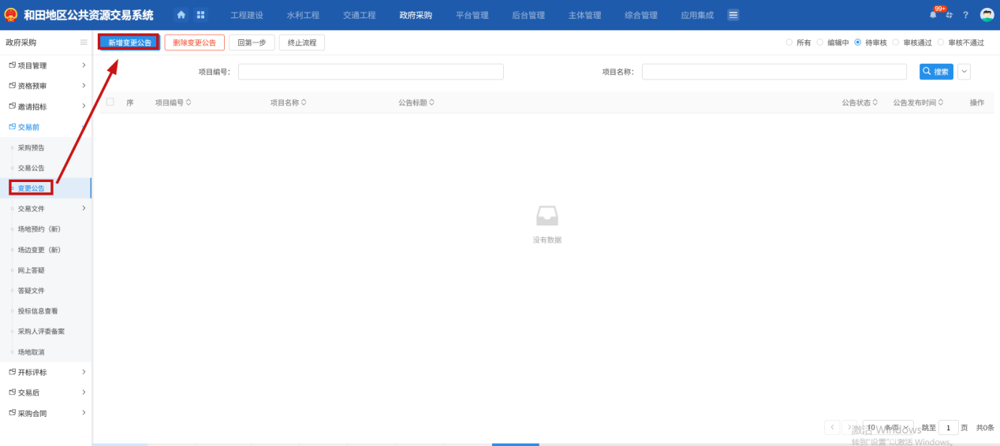 和田地区公共资源交易系统
工程建设 水利工程 交通工程 政府采购 平台管理 后台管理 主体管理 综合管理 应用集成
99+
?
政府采购
新增变更公告 删除变更公告 回第一步 终止流程
所有 编辑中 待审核 审核通过 审核不通过
项目管理
资格预审
邀请招标
交易前
采购预告
交易公告
变更公告
交易文件
场地预约（新）
场边变更（新）
网上答疑
答疑文件
投标信息查看
采购人评委备案
场地取消
开标评标
交易后
采购合同
项目编号： 项目名称： 搜索
序 项目编号 项目名称 公告标题 公告状态 公告发布时间 操作
没有数据
10 条/页 跳至 1 页 共0条
激活 Windows
转到"设置"以激活 Windows。